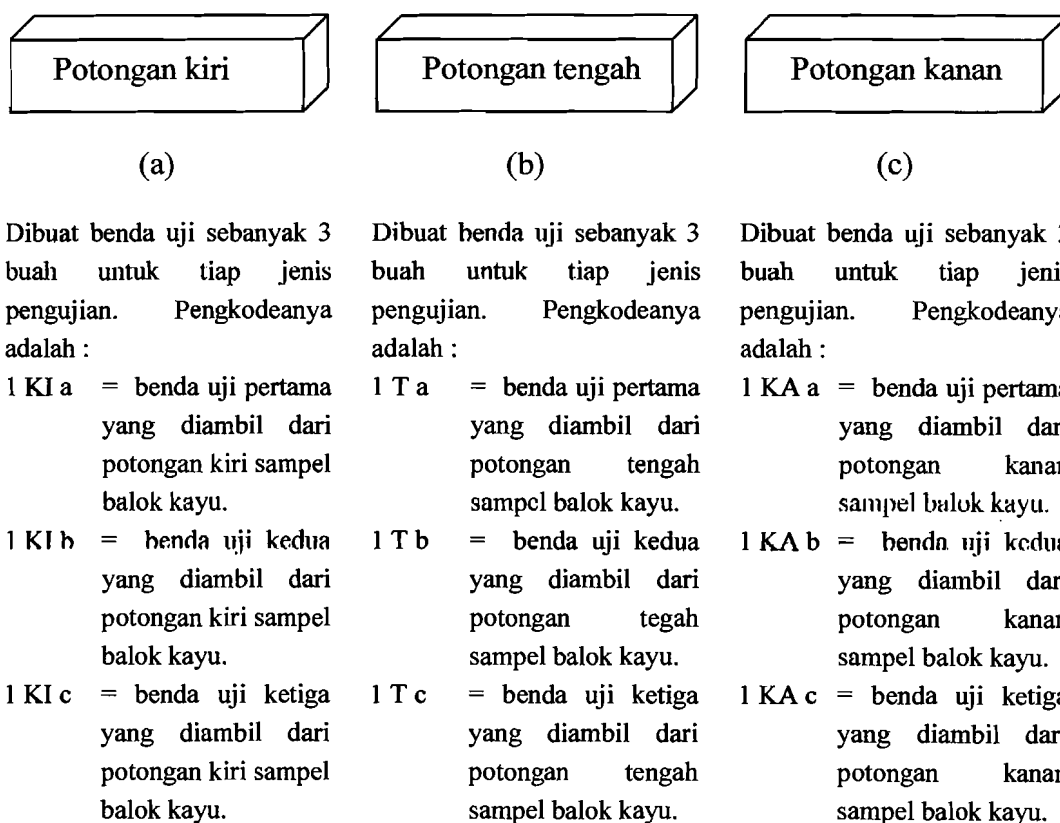 Potongan kiri
(a)
Dibuat benda uji sebanyak 3
buah untuk tiap jenis
pengujian. Pengkodeanya
adalah :
1 KI a = benda uji pertama
yang diambil dari
potongan kiri sampel
balok kayu.
1 KI b = benda uji kedua
yang diambil dari
potongan kiri sampel
balok kayu.
1 KI c = benda uji ketiga
yang diambil dari
potongan kiri sampel
balok kayu.
Potongan tengah
(b)
Dibuat benda uji sebanyak 3
buah untuk tiap jenis
pengujian. Pengkodeanya
adalah :
1 T a = benda uji pertama
yang diambil dari
potongan tengah
sampel balok kayu.
1 T b = benda uji kedua
yang diambil dari
potongan tegah
sampel balok kayu.
1 T c = benda uji ketiga
yang diambil dari
potongan tengah
sampel balok kayu.
Potongan kanan
(c)
Dibuat benda uji sebanyak 3
buah untuk tiap jeni
pengujian. Pengkodeanya
adalah :
1 KA a = benda uji pertama
yang diambil dar
potongan kanan
sampel balok kayu.
1 KA b = benda uji kedua
yang diambil dar
potongan kanan
sampel balok kayu.
1 KA c = benda uji ketiga
yang diambil dar
potongan kanan
sampel balok kayu.